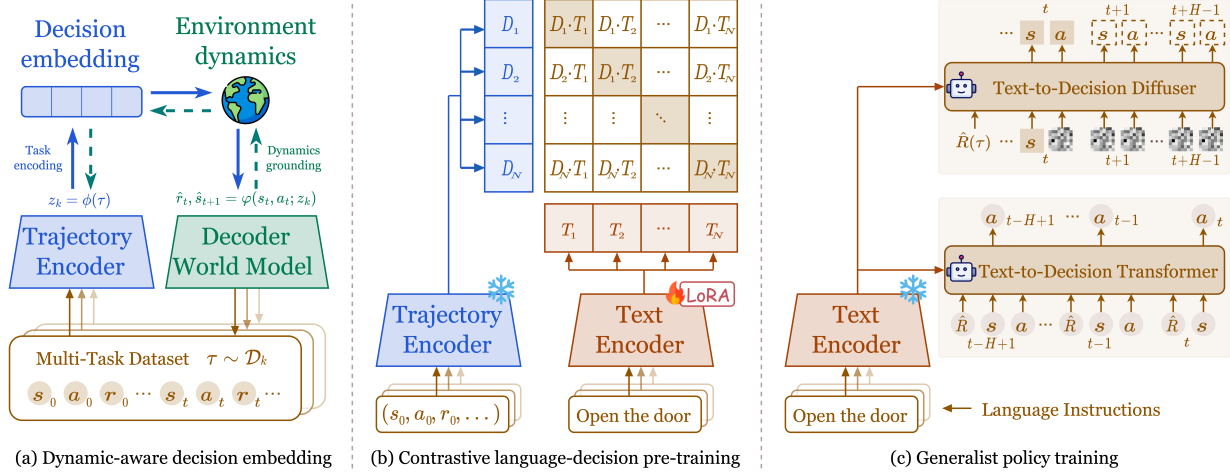 Decision
embedding
Environment
dynamics
Task
encoding
Dynamics
grounding
z_k = ϕ(τ)
r̂_t, ŝ_{t+1} = φ(s_t, a_t; z_k)
Trajectory
Encoder
Decoder
World Model
Multi-Task Dataset τ ∼ D_k
s_0 a_0 r_0 ⋯ s_t a_t r_t ⋯
(a) Dynamic-aware decision embedding
D_1 D_1·T_1 D_1·T_2 ⋯ D_1·T_N
D_2 D_2·T_1 D_1·T_2 ⋯ D_2·T_N
⋮ ⋮ ⋮ ⋱ ⋮
D_N D_N·T_1 D_N·T_2 ⋯ D_N·T_N
T_1 T_2 ⋯ T_N
LoRA
Trajectory
Encoder
Text
Encoder
(s_0, a_0, r_0, . . . )
Open the door
(b) Contrastive language-decision pre-training
t t+1 t+H−1
⋯ s a s a ⋯ s a
Text-to-Decision Diffuser
R̂(τ) ⋯ s ⋯
t t+1 t+H−1
a t−H+1 ⋯ a t−1 a t
Text-to-Decision Transformer
R̂ s a ⋯ R̂ s a R̂ s
t−H+1 t−1 t
Text
Encoder
Open the door
Language Instructions
(c) Generalist policy training